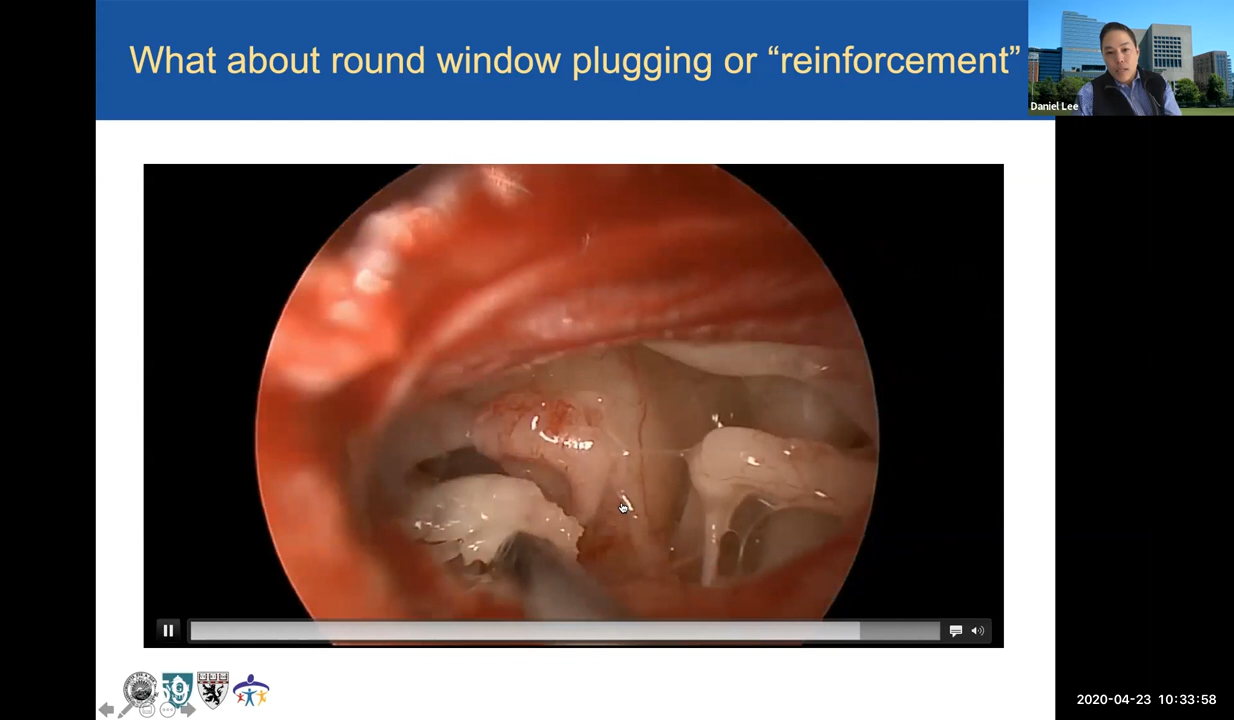 What about round window plugging or “reinforcement”
Daniel Lee
2020-04-23 10:33:58